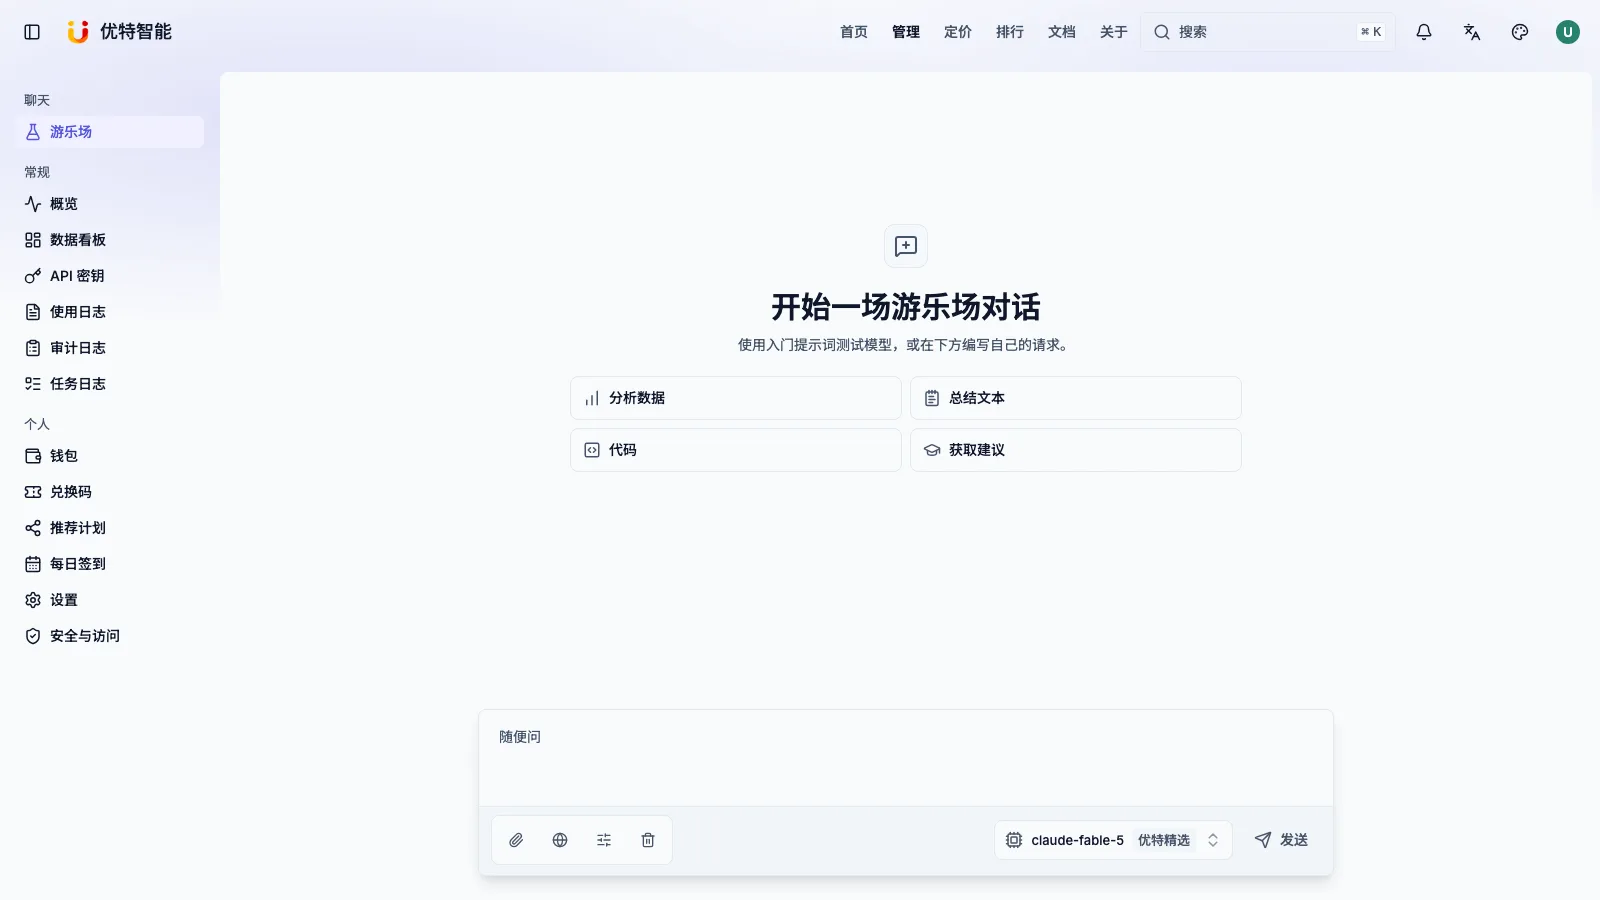 优特智能
首页 管理 定价 排行 文档 关于 搜索 ⌘ K U
聊天
游乐场
常规
概览
数据看板
API 密钥
使用日志
审计日志
任务日志
个人
钱包
兑换码
推荐计划
每日签到
设置
安全与访问
开始一场游乐场对话
使用入门提示词测试模型，或在下方编写自己的请求。
分析数据 总结文本
代码 获取建议
随便问
claude-fable-5 优特精选 发送